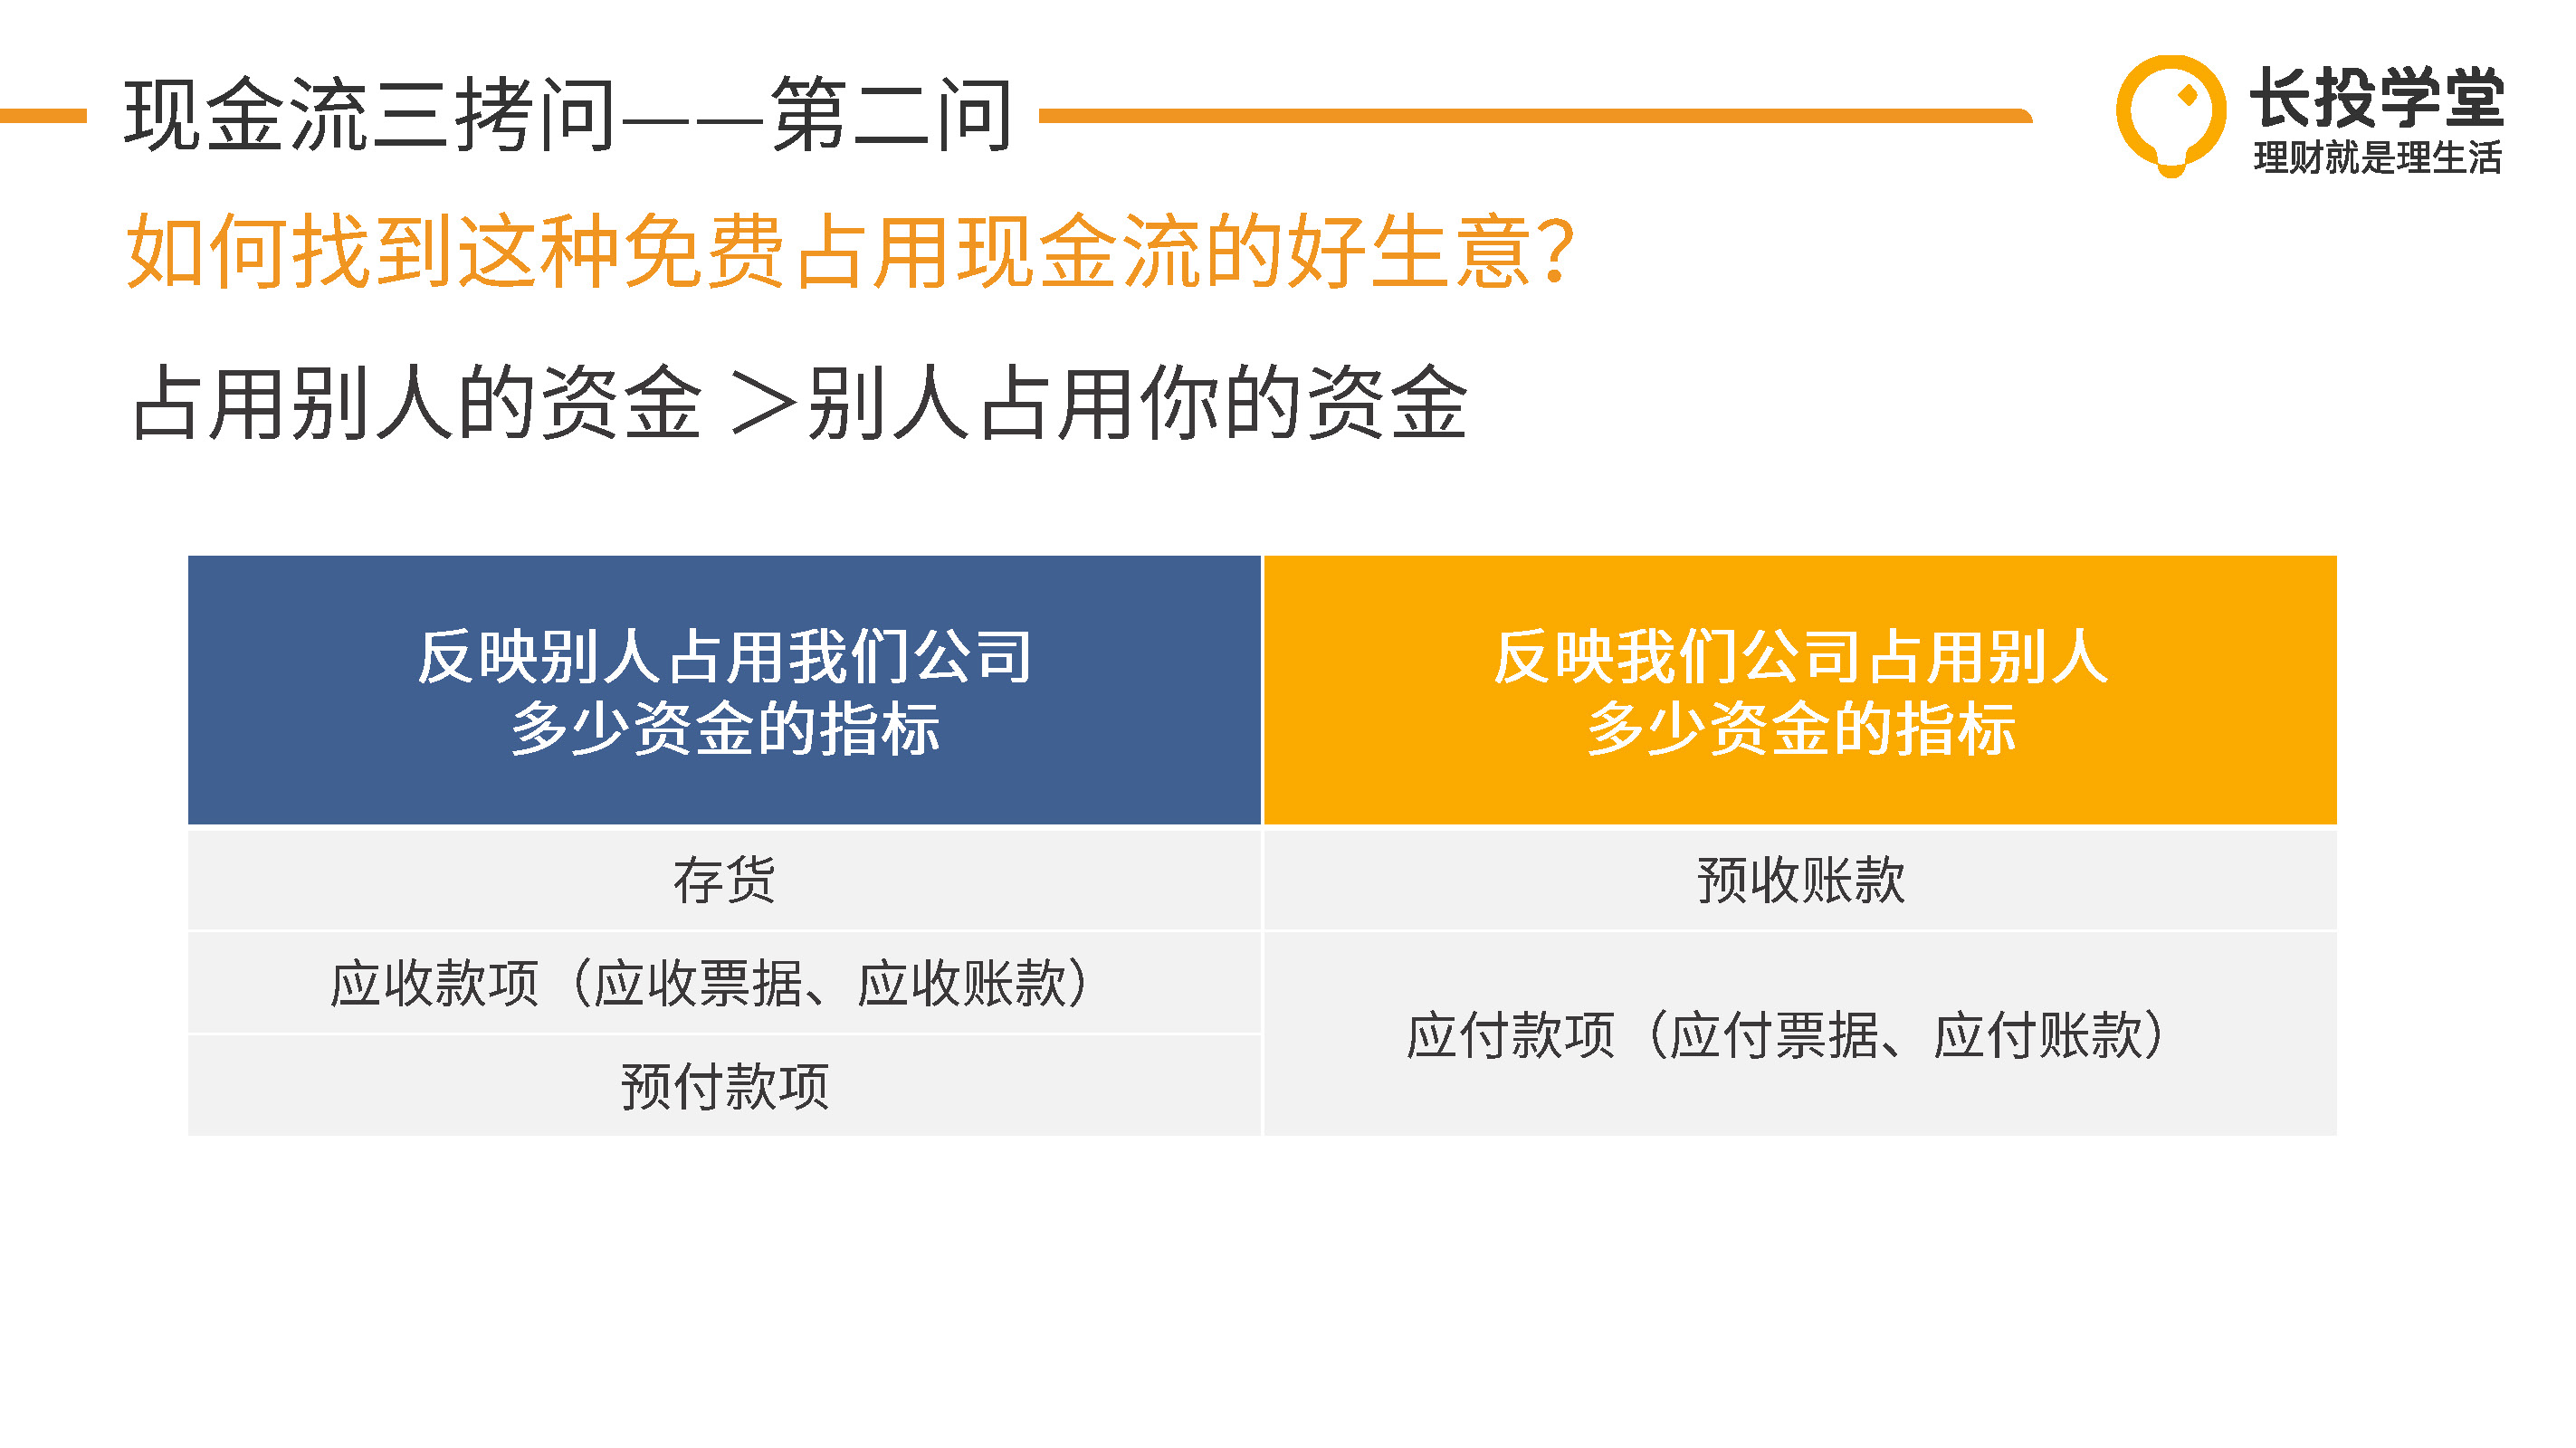 现金流三拷问——第二问
长投学堂
理财就是理生活
如何找到这种免费占用现金流的好生意？
占用别人的资金 ＞别人占用你的资金
反映别人占用我们公司
多少资金的指标
反映我们公司占用别人
多少资金的指标
存货
预收账款
应收款项（应收票据、应收账款）
应付款项（应付票据、应付账款）
预付款项